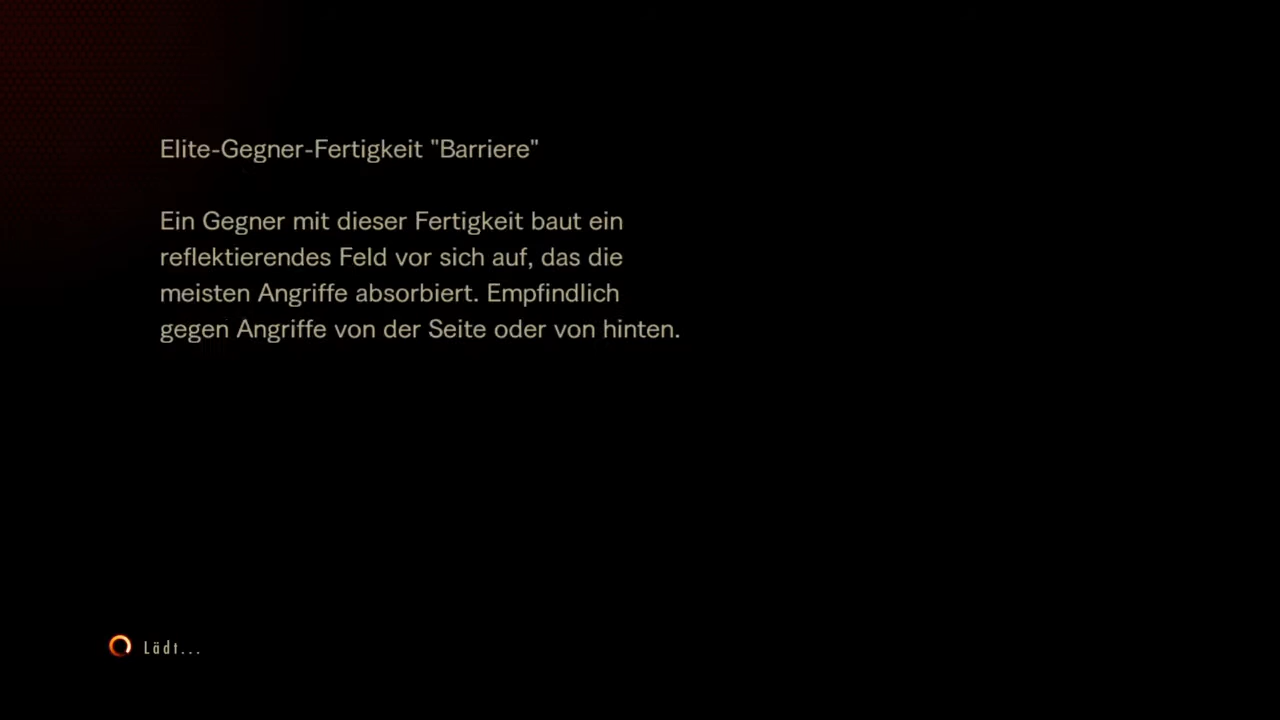 Elite-Gegner-Fertigkeit "Barriere"
Ein Gegner mit dieser Fertigkeit baut ein
reflektierendes Feld vor sich auf, das die
meisten Angriffe absorbiert. Empfindlich
gegen Angriffe von der Seite oder von hinten.
Lädt...